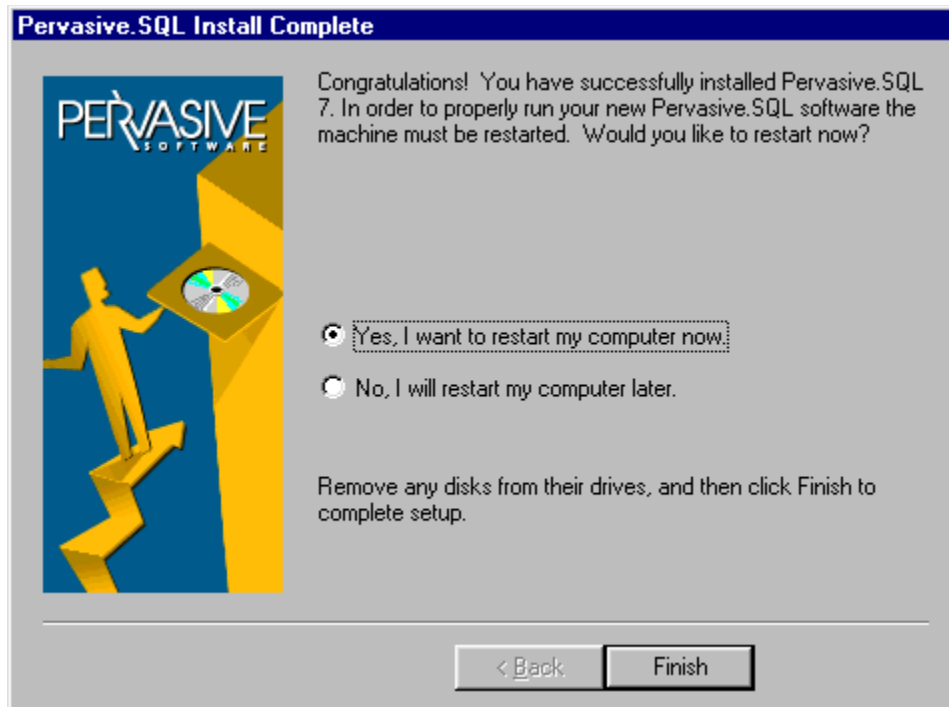 Pervasive.SQL Install Complete
PERVASIVE
SOFTWARE
Congratulations!  You have successfully installed Pervasive.SQL
7. In order to properly run your new Pervasive.SQL software the
machine must be restarted.  Would you like to restart now?
Yes, I want to restart my computer now.
No, I will restart my computer later.
Remove any disks from their drives, and then click Finish to
complete setup.
< Back
Finish